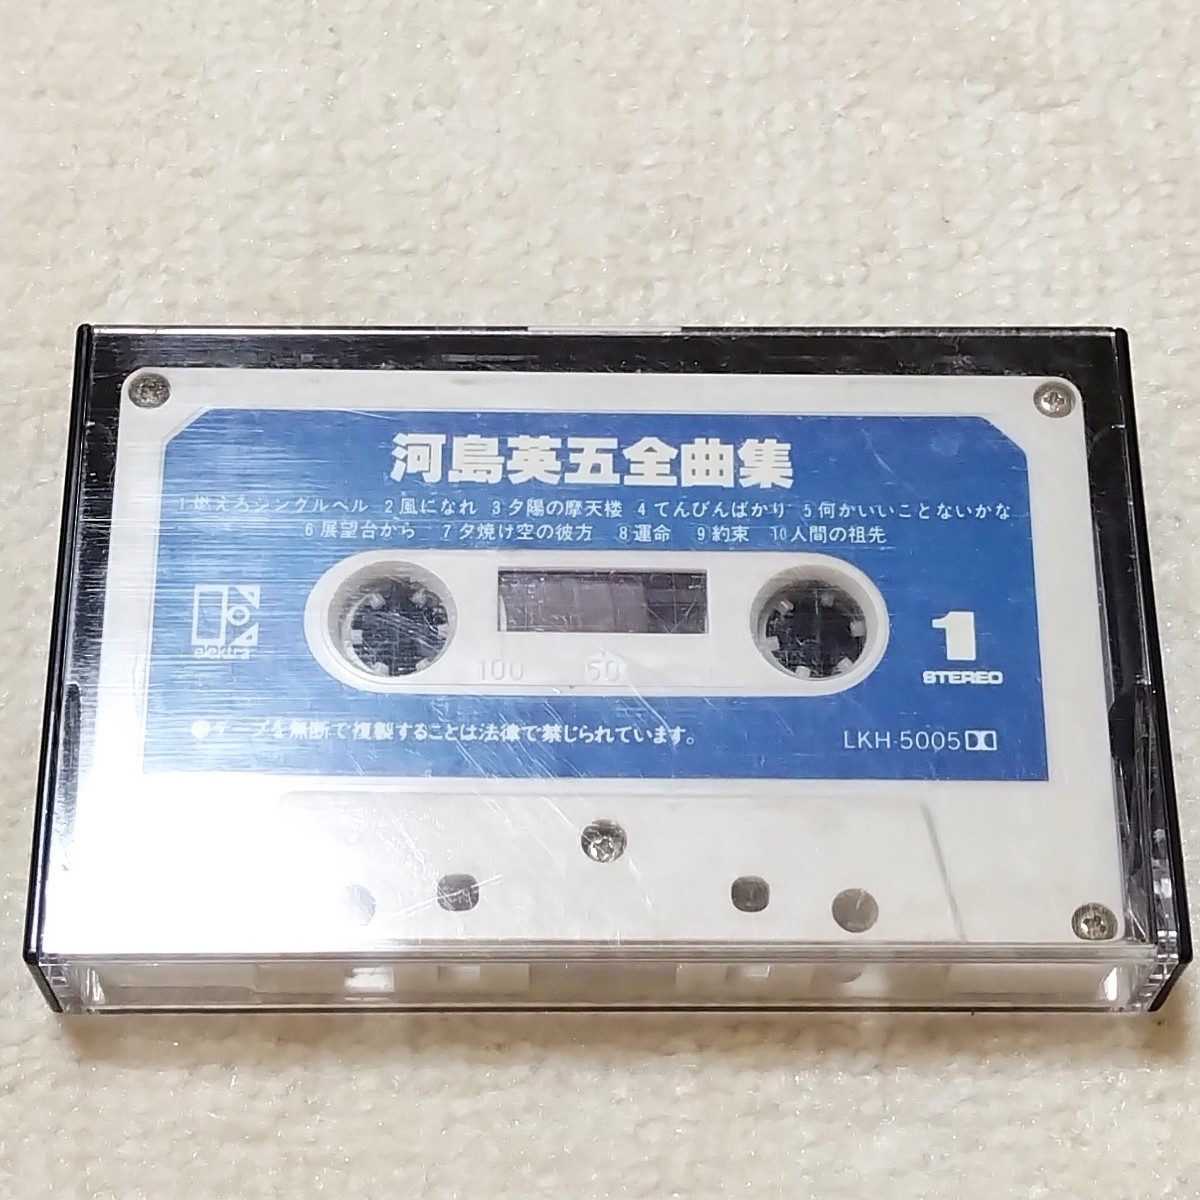 河島英五全曲集
1燃えろジングルベル 2風になれ 3夕陽の摩天楼 4てんびんばかり 5何かいいことないかな
6展望台から 7夕焼け空の彼方 8運命 9約束 10人間の祖先
elektra
1
STEREO
100 50
●テープを無断で複製することは法律で禁じられています。
LKH-5005